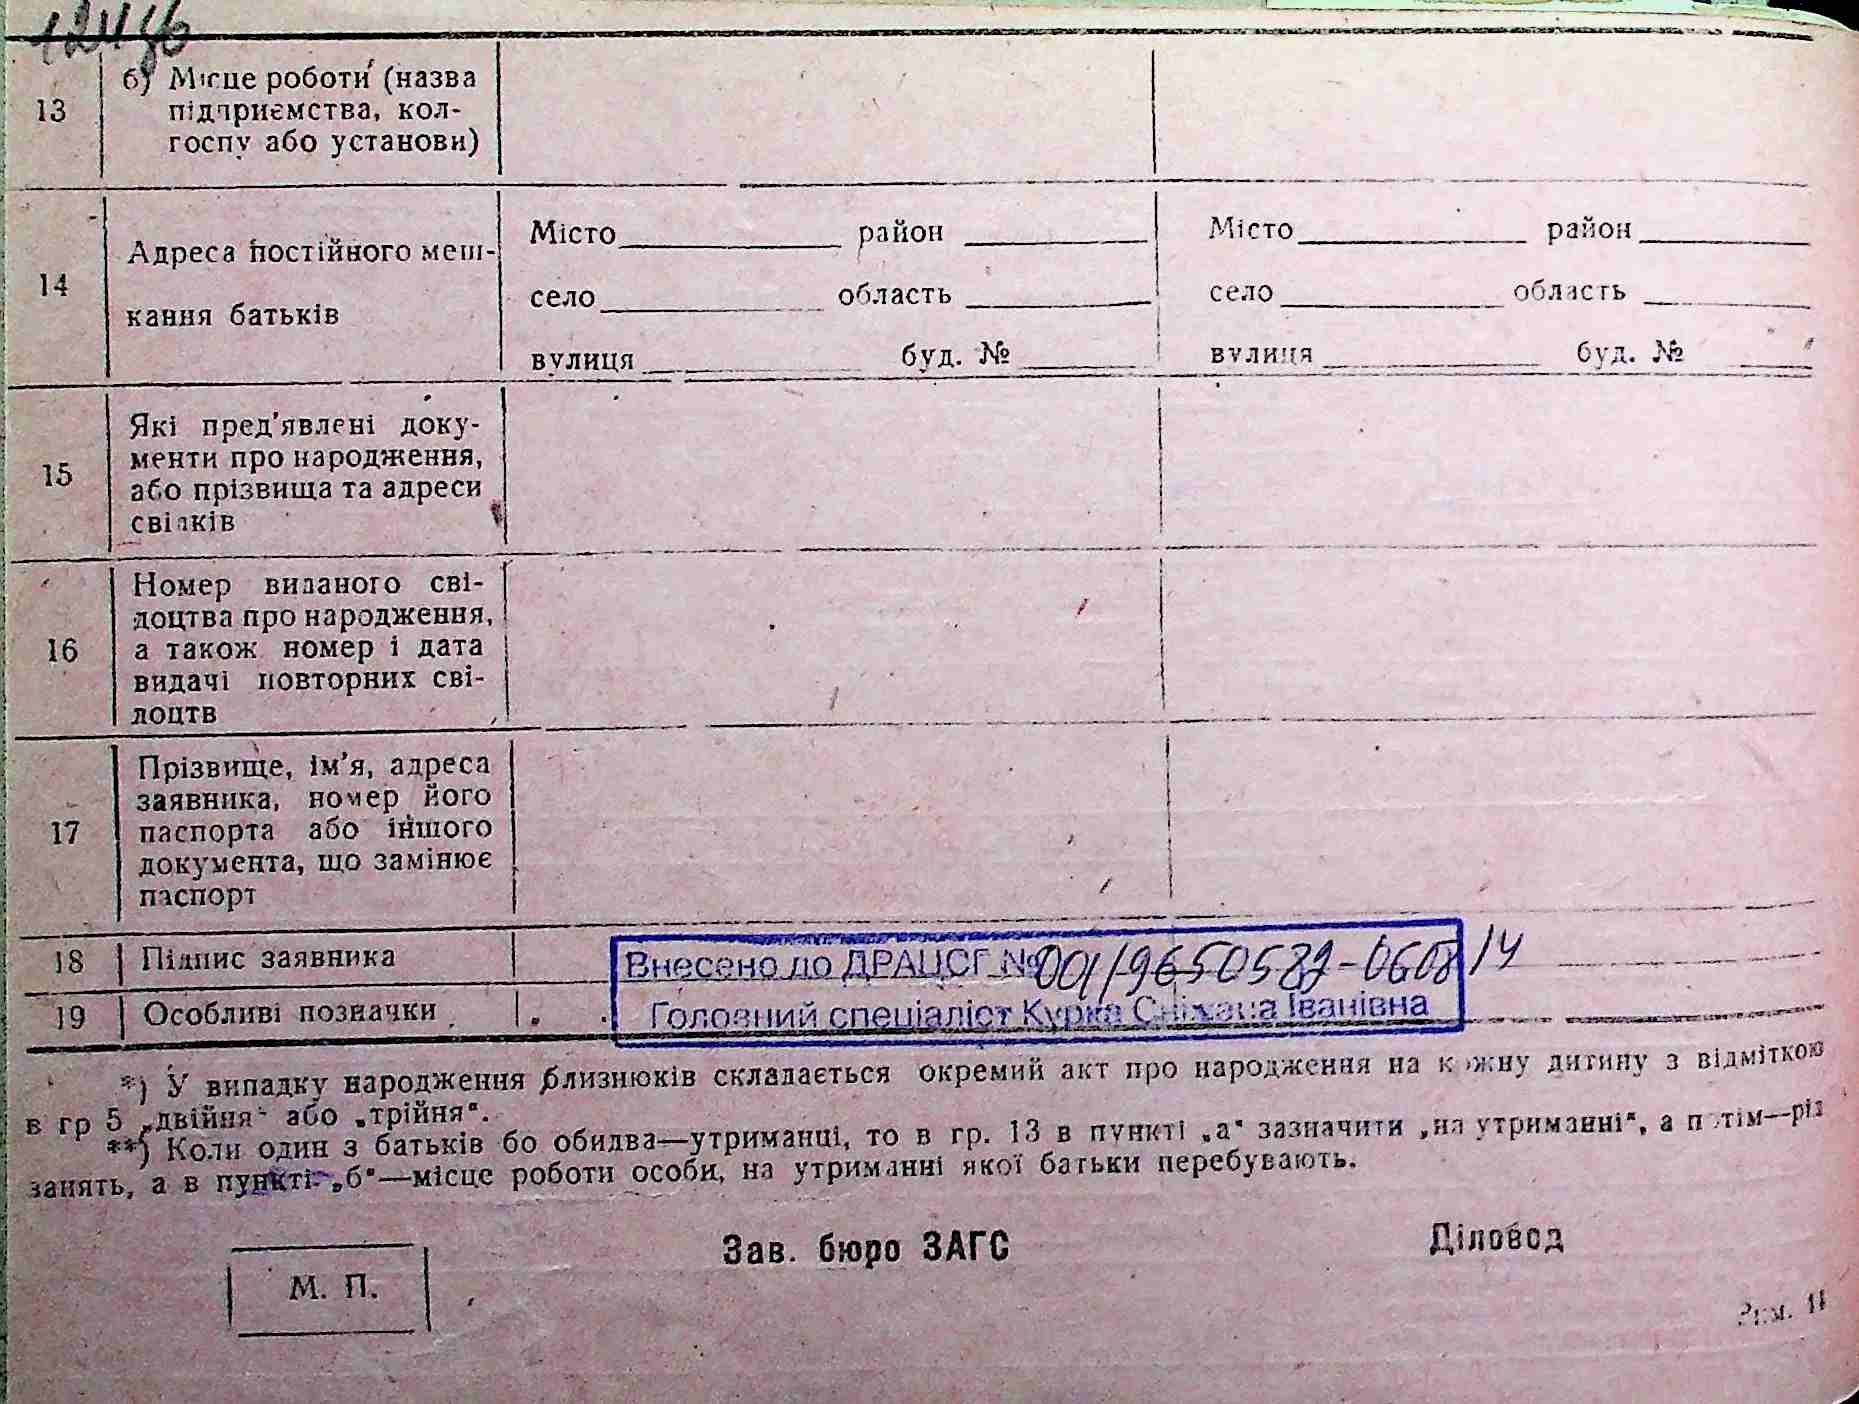 13 б) Місце роботи (назва
підприємства, кол-
госпу або установи)
Місто район Місто район
Адреса постійного меш-
14 село область село область
кання батьків
вулиця буд. № вулиця буд. №
Які пред'явлені доку-
менти про народження,
15 або прізвища та адреси
свідків
Номер виданого сві-
доцтва про народження,
16 а також номер і дата
видачі повторних сві-
доцтв
Прізвище, ім'я, адреса
заявника, номер його
17 паспорта або іншого
документа, що замінює
паспорт
18 Підпис заявника Внесено до ДРАЦСГ № 001/9650589-0608/14
19 Особливі позначки Головний спеціаліст Курка Сніжана Іванівна
*) У випадку народження близнюків складається окремий акт про народження на кожну дитину з відміткою
в гр 5 „двійня" або „трійня".
**) Коли один з батьків бо обидва—утриманці, то в гр. 13 в пункті „а" зазначити „на утриманні", а потім—рід
занять, а в пункті „б"—місце роботи особи, на утриманні якої батьки перебувають.
Зав. бюро ЗАГС Діловод
М. П.